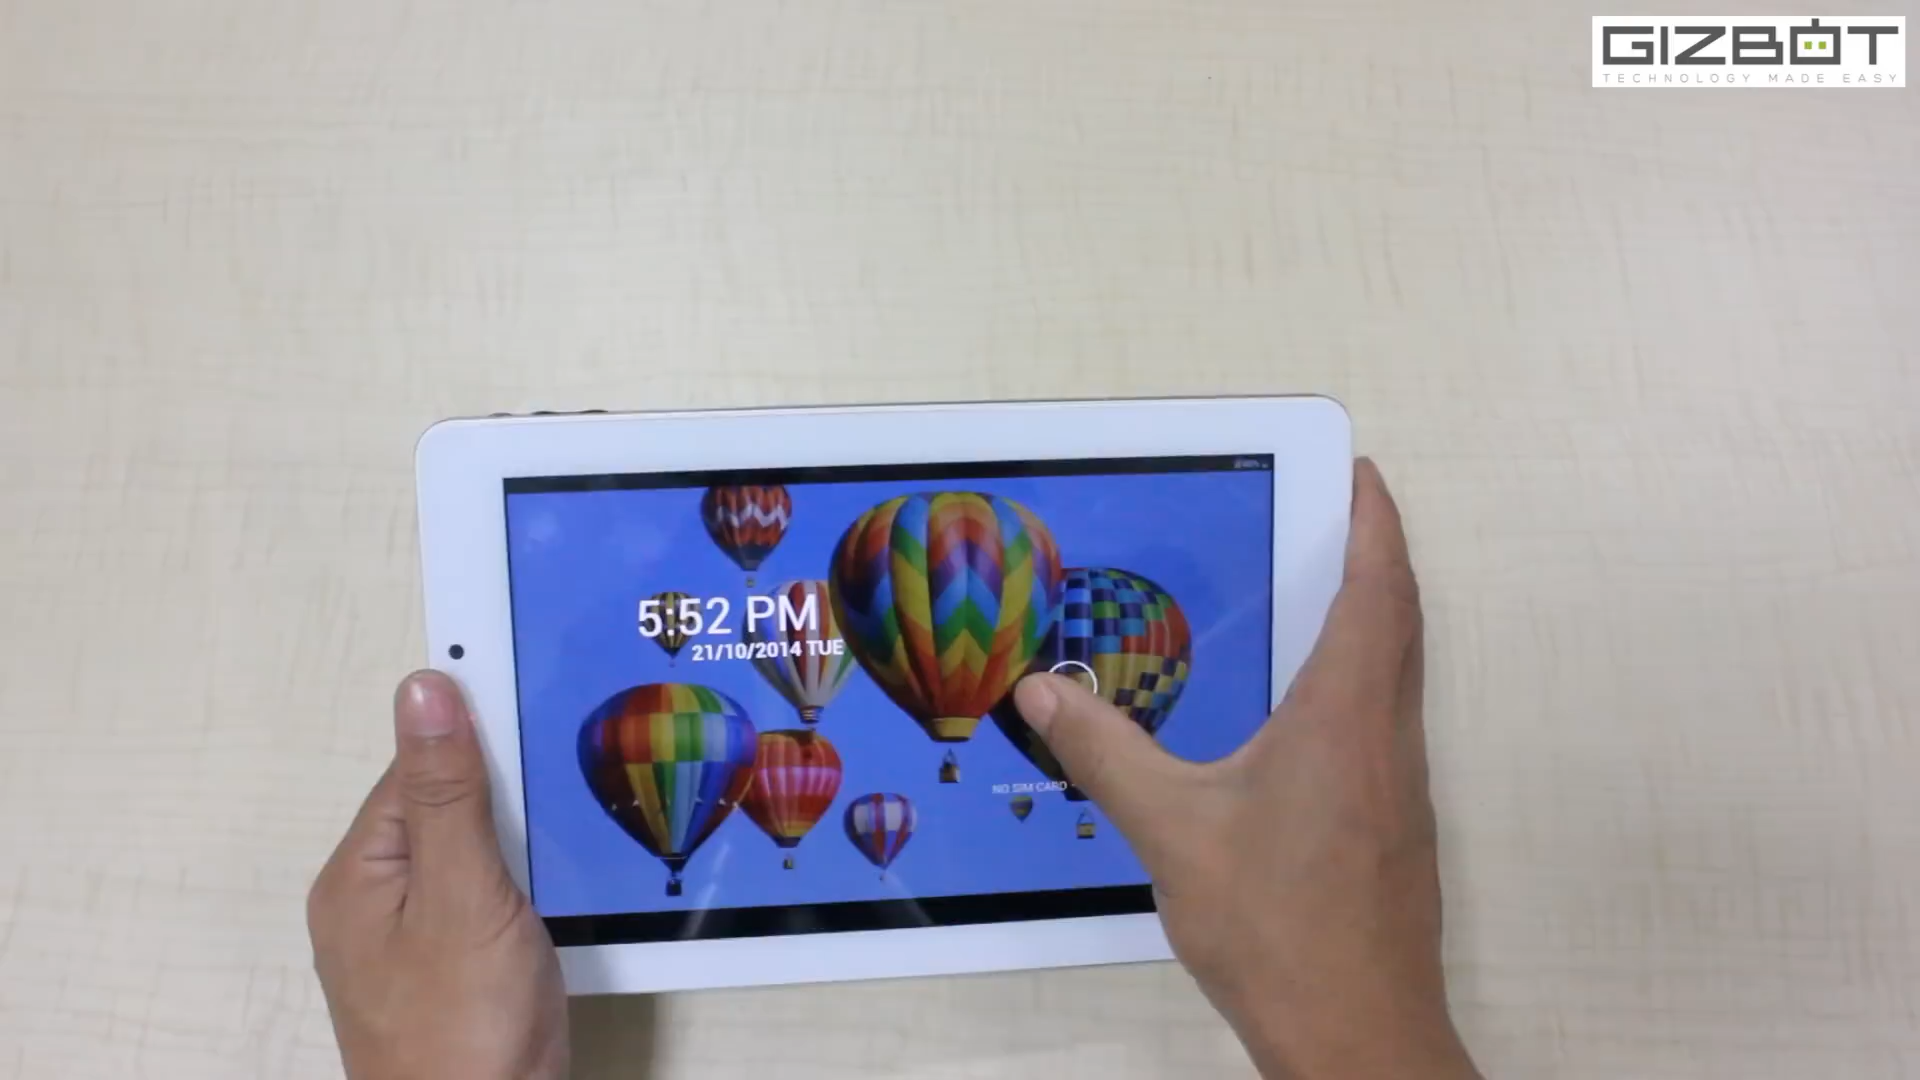 GIZBOT
TECHNOLOGY MADE EASY
5:52 PM
21/10/2014 TUE
NO SIM CARD